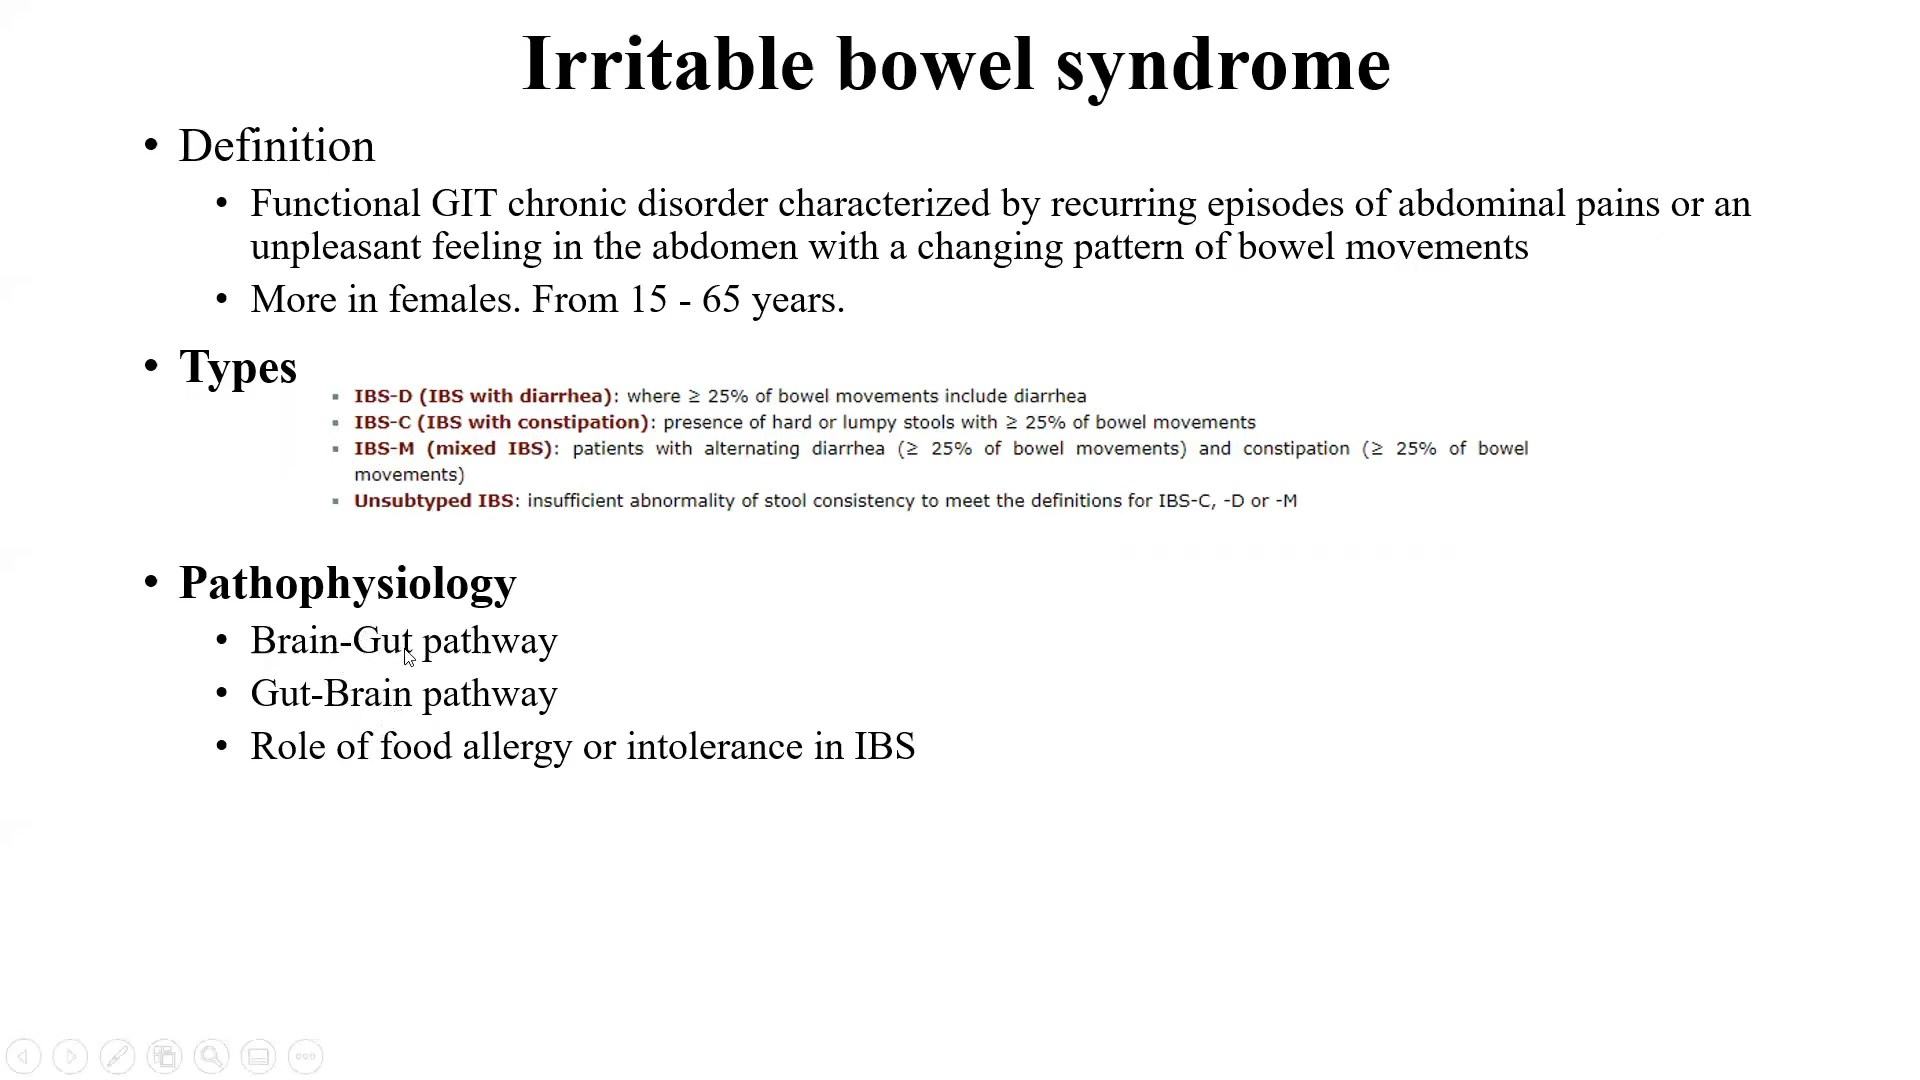 Irritable bowel syndrome
• Definition
• Functional GIT chronic disorder characterized by recurring episodes of abdominal pains or an
unpleasant feeling in the abdomen with a changing pattern of bowel movements
• More in females. From 15 - 65 years.
• Types
▪ IBS-D (IBS with diarrhea): where ≥ 25% of bowel movements include diarrhea
▪ IBS-C (IBS with constipation): presence of hard or lumpy stools with ≥ 25% of bowel movements
▪ IBS-M (mixed IBS): patients with alternating diarrhea (≥ 25% of bowel movements) and constipation (≥ 25% of bowel
movements)
▪ Unsubtyped IBS: insufficient abnormality of stool consistency to meet the definitions for IBS-C, -D or -M
• Pathophysiology
• Brain-Gut pathway
• Gut-Brain pathway
• Role of food allergy or intolerance in IBS